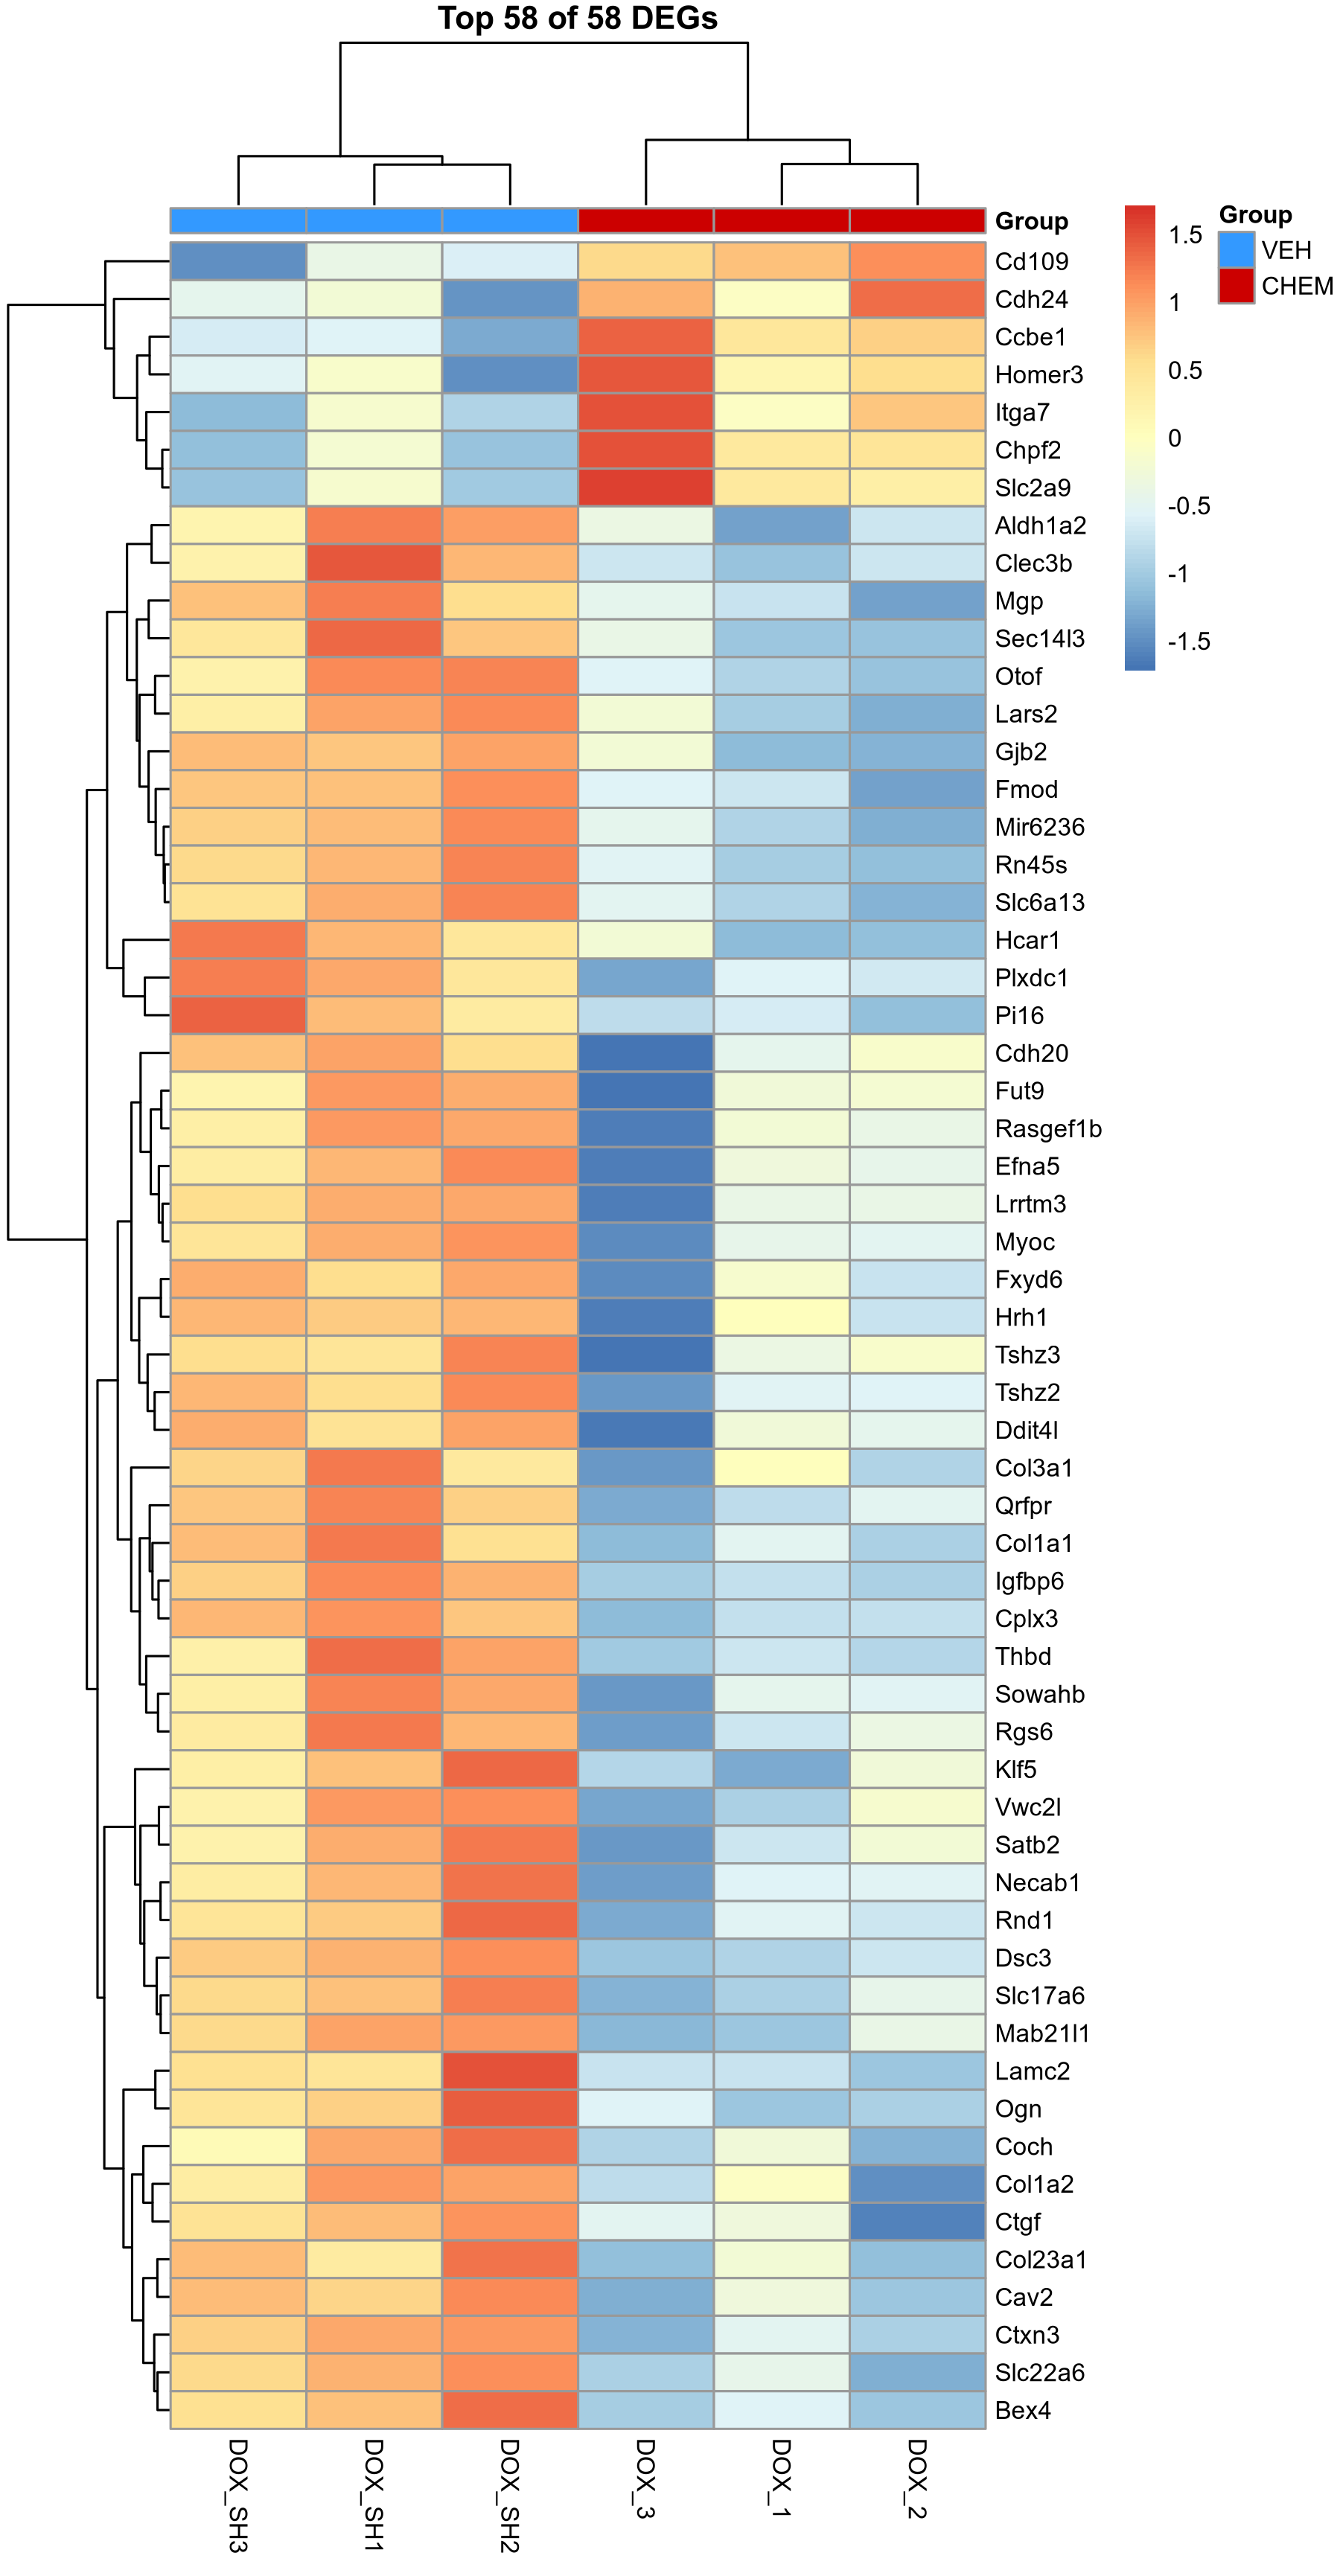 Top 58 of 58 DEGs
Group
Cd109
Cdh24
Ccbe1
Homer3
Itga7
Chpf2
Slc2a9
Aldh1a2
Clec3b
Mgp
Sec14l3
Otof
Lars2
Gjb2
Fmod
Mir6236
Rn45s
Slc6a13
Hcar1
Plxdc1
Pi16
Cdh20
Fut9
Rasgef1b
Efna5
Lrrtm3
Myoc
Fxyd6
Hrh1
Tshz3
Tshz2
Ddit4l
Col3a1
Qrfpr
Col1a1
Igfbp6
Cplx3
Thbd
Sowahb
Rgs6
Klf5
Vwc2l
Satb2
Necab1
Rnd1
Dsc3
Slc17a6
Mab21l1
Lamc2
Ogn
Coch
Col1a2
Ctgf
Col23a1
Cav2
Ctxn3
Slc22a6
Bex4
DOX_SH3
DOX_SH1
DOX_SH2
DOX_3
DOX_1
DOX_2
1.5
1
0.5
0
-0.5
-1
-1.5
Group
VEH
CHEM